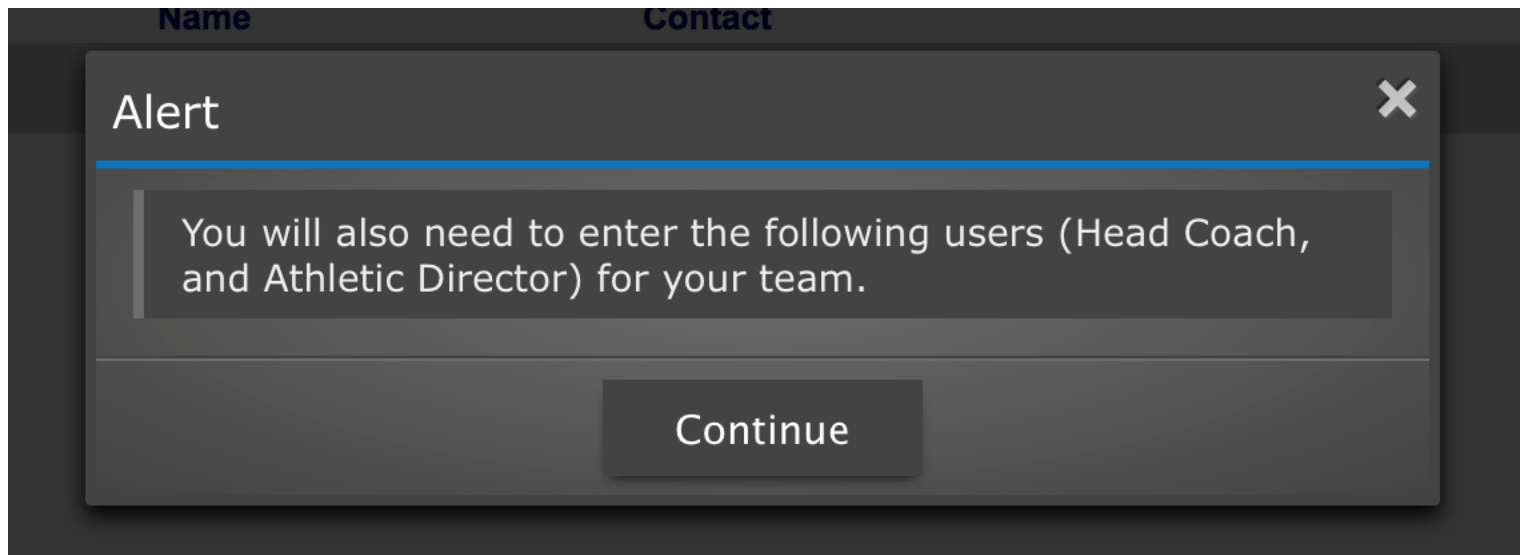 Name Contact
Alert
You will also need to enter the following users (Head Coach,
and Athletic Director) for your team.
Continue